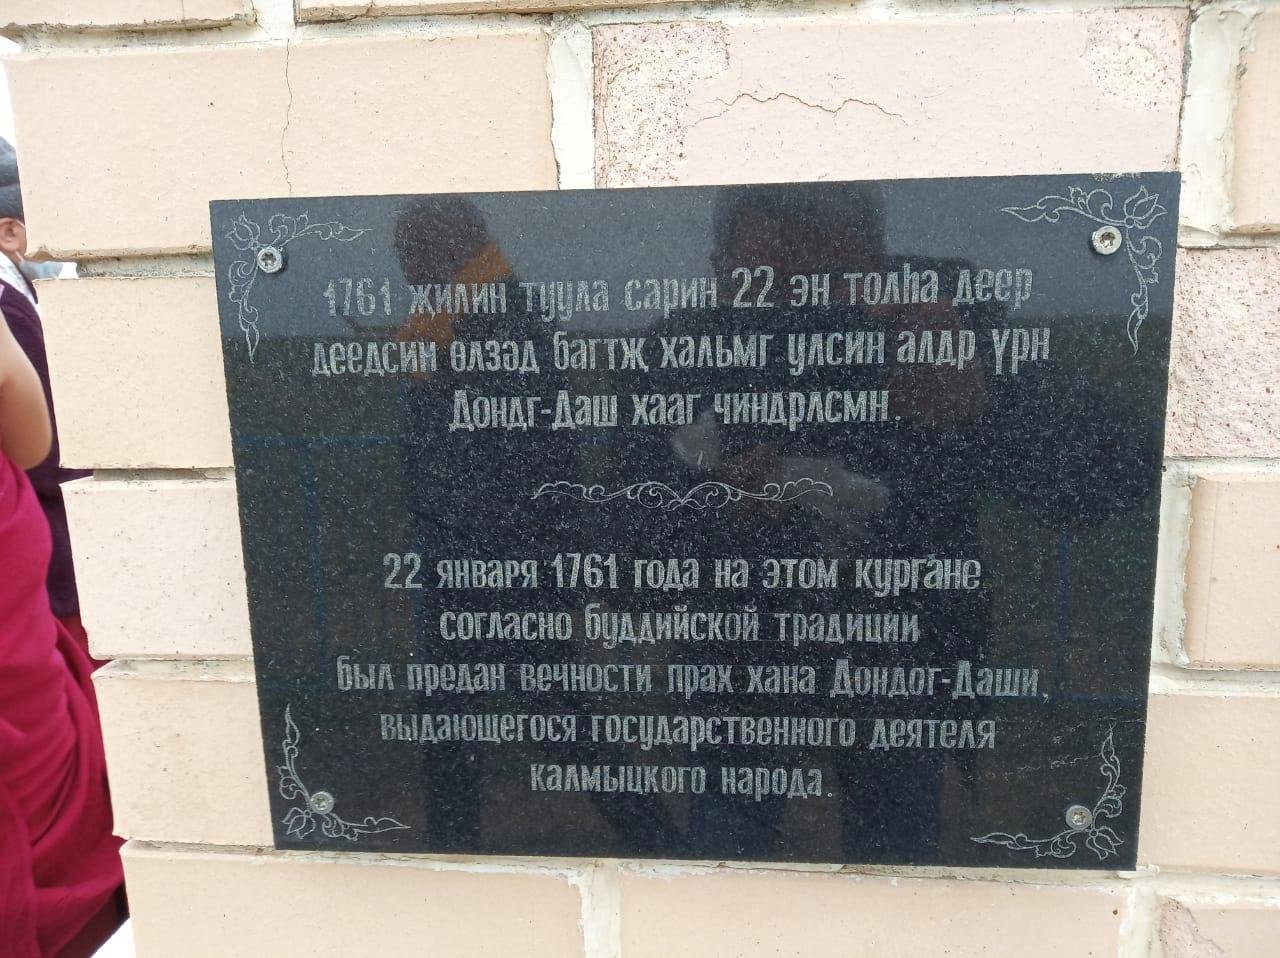 1761 җилин туула сарин 22 эн толһа деер
деедсин өлзәд багтҗ хальмг улсин алдр үрн
Дондг-Даш хааг чиндрлсмн.
22 января 1761 года на этом кургане
согласно буддийской традиции
был предан вечности прах хана Дондог-Даши,
выдающегося государственного деятеля
калмыцкого народа.